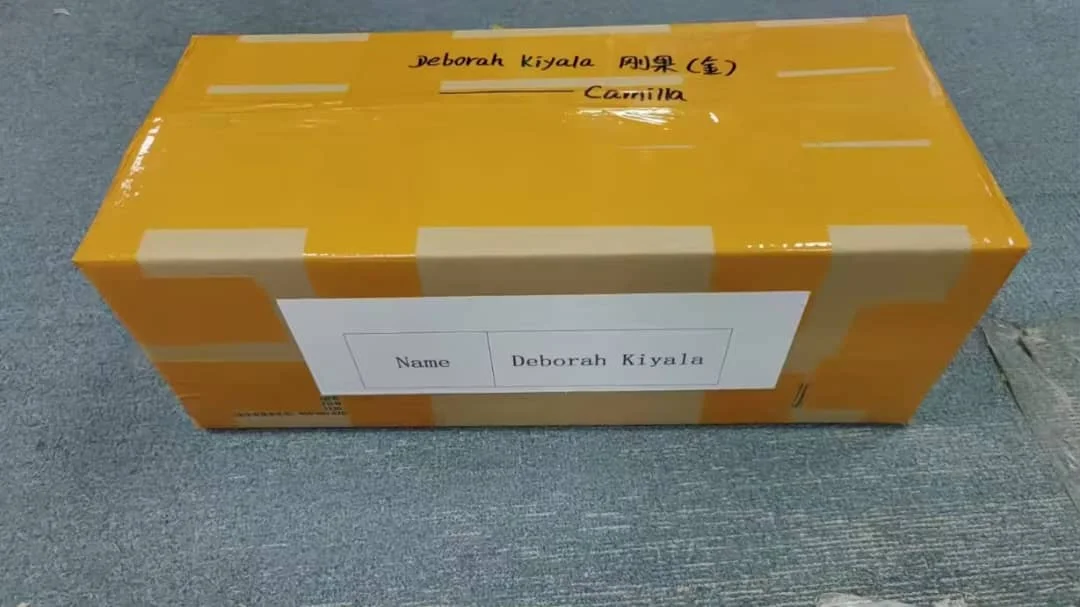 Deborah Kiyala 刚果(金)
—— Camilla
Name Deborah Kiyala